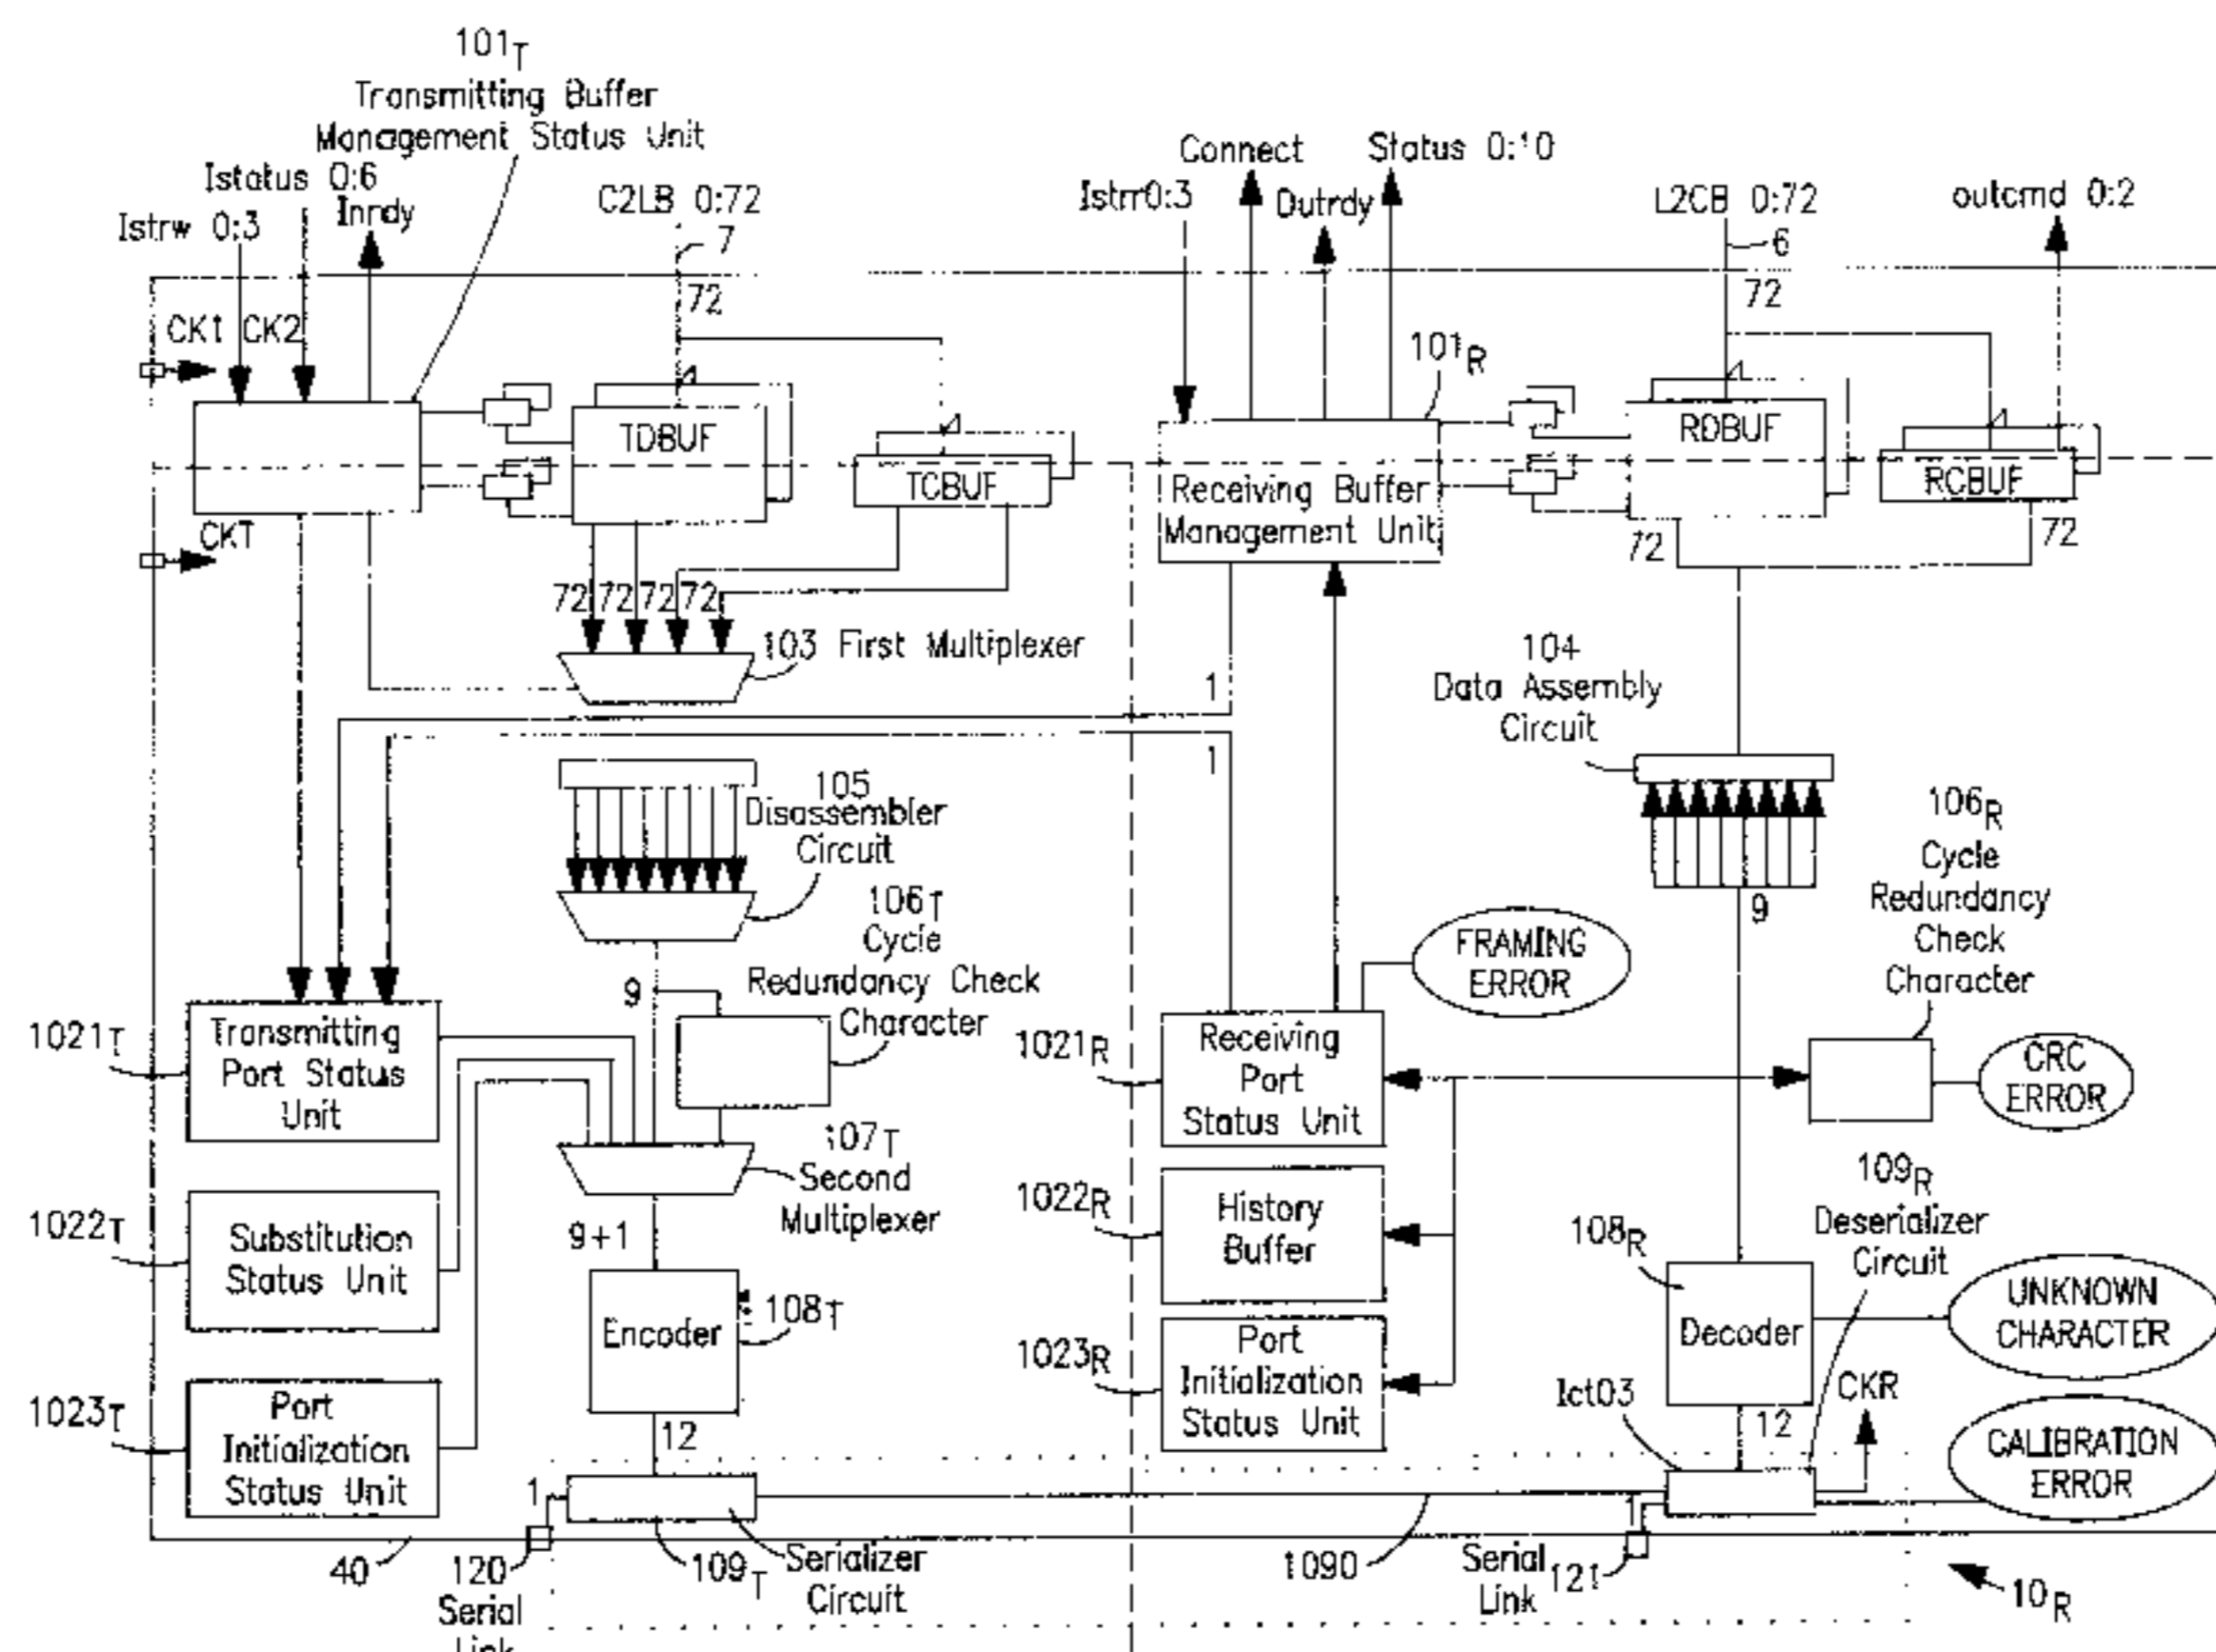 101T
Transmitting Buffer
Management Status Unit
Istatus 0:6
Istrw 0:3
Inrdy
C2LB 0:72
7
72
CK1 CK2
CKT
TDBUF
TCBUF
72 72 72 72
103 First Multiplexer
Connect
Status 0:10
Istrr0:3
Outrdy
L2CB 0:72
6
outcmd 0:2
72
101R
Receiving Buffer
Management Unit
RDBUF
RCBUF
72
72
1
1
104
Data Assembly
Circuit
9
105
Disassembler
Circuit
106T
Cycle
Redundancy Check
Character
9
106R
Cycle
Redundancy
Check
Character
FRAMING
ERROR
CRC
ERROR
1021T
Transmitting
Port Status
Unit
1021R
Receiving
Port
Status Unit
107T
Second
Multiplexer
9+1
1022T
Substitution
Status Unit
1022R
History
Buffer
109R
Deserializer
Circuit
108R
Decoder
UNKNOWN
CHARACTER
Encoder
108T
1023T
Port
Initialization
Status Unit
1023R
Port
Initialization
Status Unit
Ict03
CKR
12
12
CALIBRATION
ERROR
1
1
40
120
Serial
Link
109T
Serializer
Circuit
1090
Serial
Link
121
10R